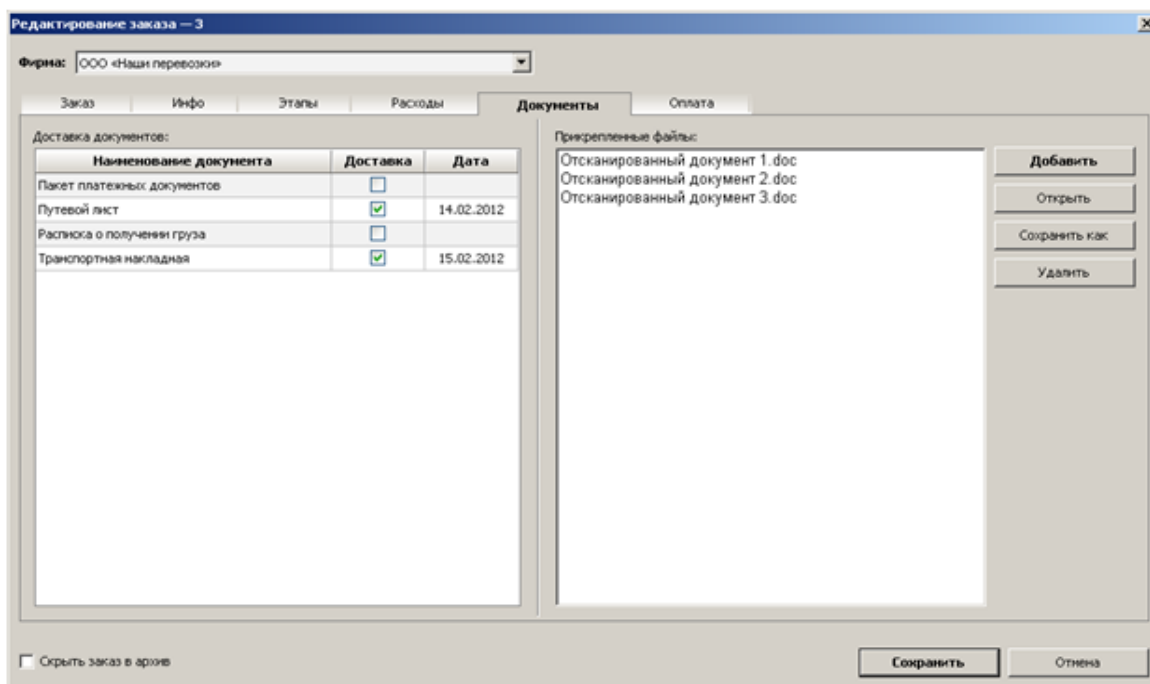 Редактирование заказа — 3
Фирма: ООО «Наши перевозки»
Заказ Инфо Этапы Расходы Документы Оплата
Доставка документов:
Наименование документа Доставка Дата
Пакет платежных документов
Путевой лист 14.02.2012
Расписка о получении груза
Транспортная накладная 15.02.2012
Прикрепленные файлы:
Отсканированный документ 1.doc
Отсканированный документ 2.doc
Отсканированный документ 3.doc
Добавить
Открыть
Сохранить как
Удалить
Скрыть заказ в архив
Сохранить Отмена